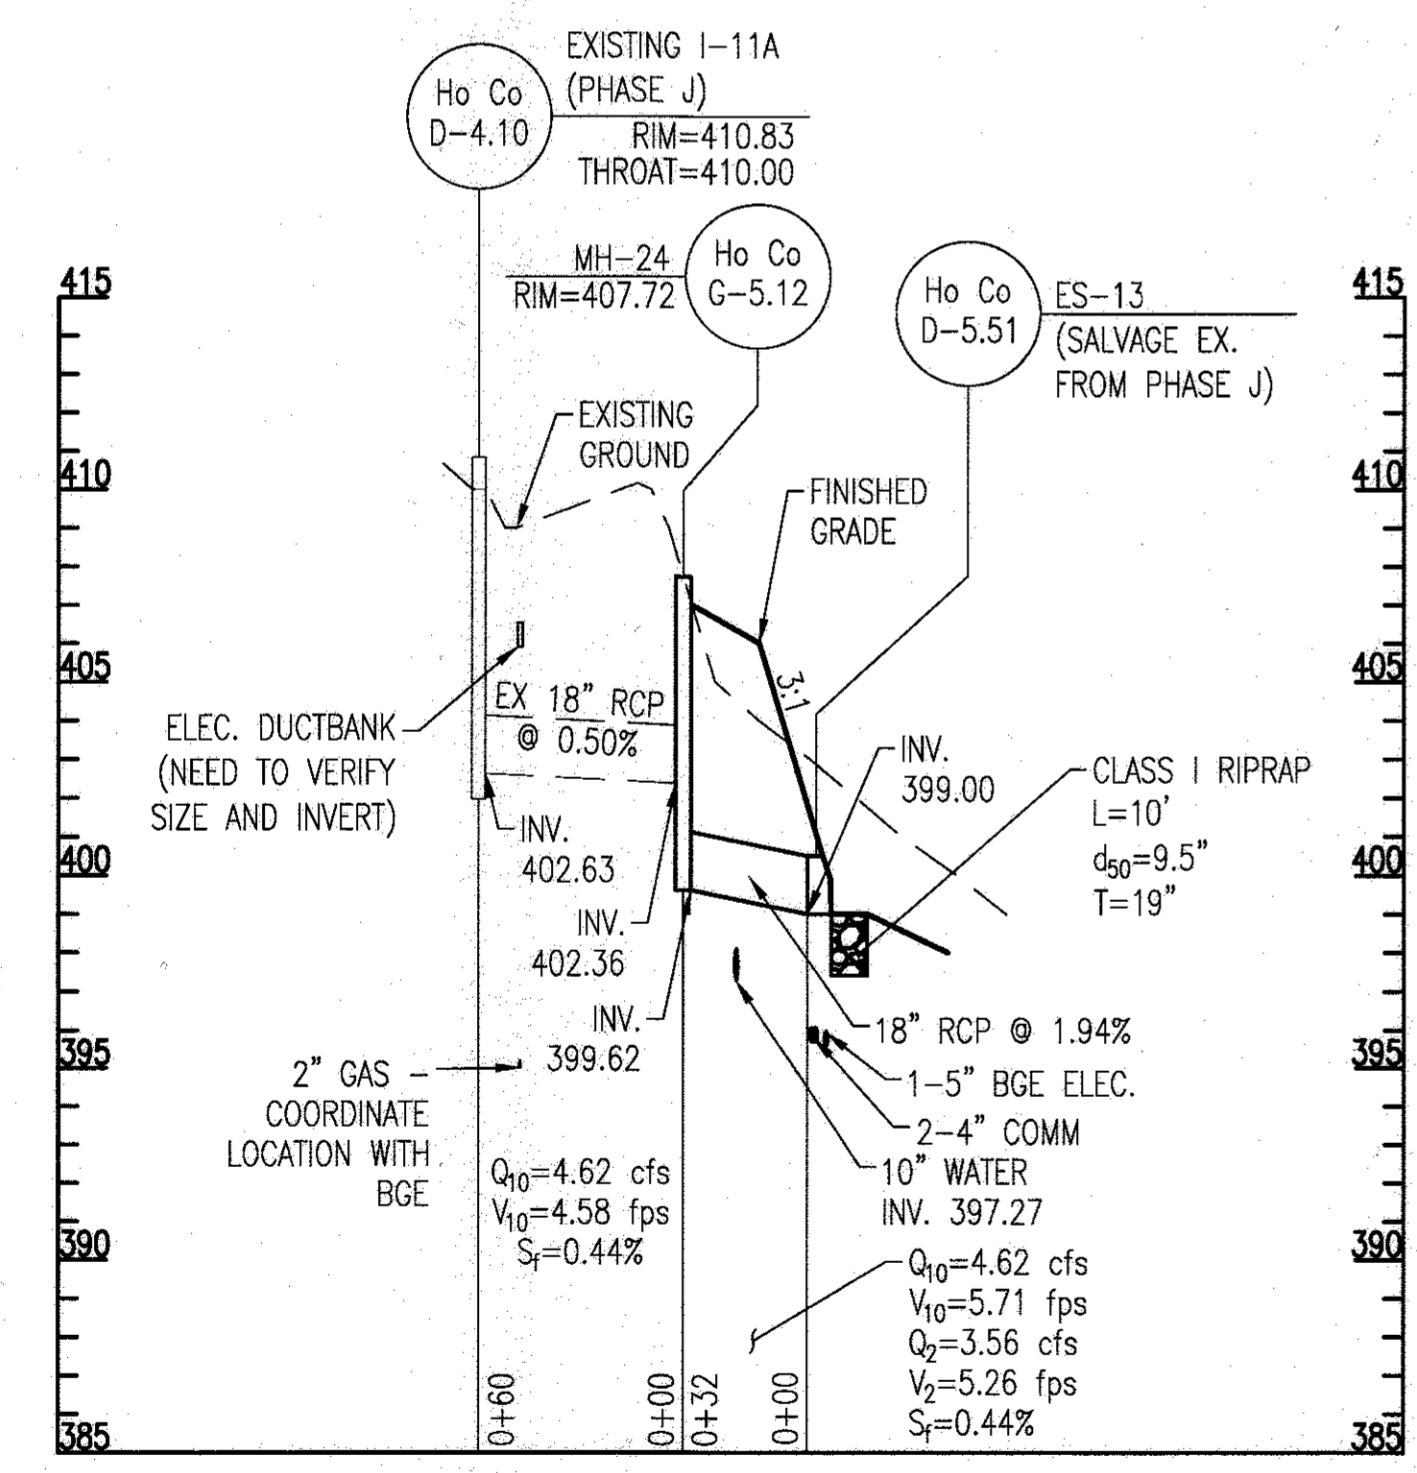 EXISTING I-11A
(PHASE J)
Ho Co
D-4.10
RIM=410.83
THROAT=410.00
MH-24
RIM=407.72
Ho Co
G-5.12
Ho Co
D-5.51
ES-13
(SALVAGE EX.
FROM PHASE J)
415
415
EXISTING
GROUND
410
410
FINISHED
GRADE
405
405
3:1
EX 18" RCP
@ 0.50%
ELEC. DUCTBANK
(NEED TO VERIFY
SIZE AND INVERT)
INV.
399.00
CLASS I RIPRAP
L=10'
d50=9.5"
T=19"
INV.
402.63
400
400
INV.
402.36
INV.
399.62
18" RCP @ 1.94%
395
395
2" GAS -
COORDINATE
LOCATION WITH
BGE
1-5" BGE ELEC.
2-4" COMM
10" WATER
INV. 397.27
Q10=4.62 cfs
V10=4.58 fps
Sf=0.44%
390
390
Q10=4.62 cfs
V10=5.71 fps
Q2=3.56 cfs
V2=5.26 fps
Sf=0.44%
0+60
0+00
0+32
0+00
385
385